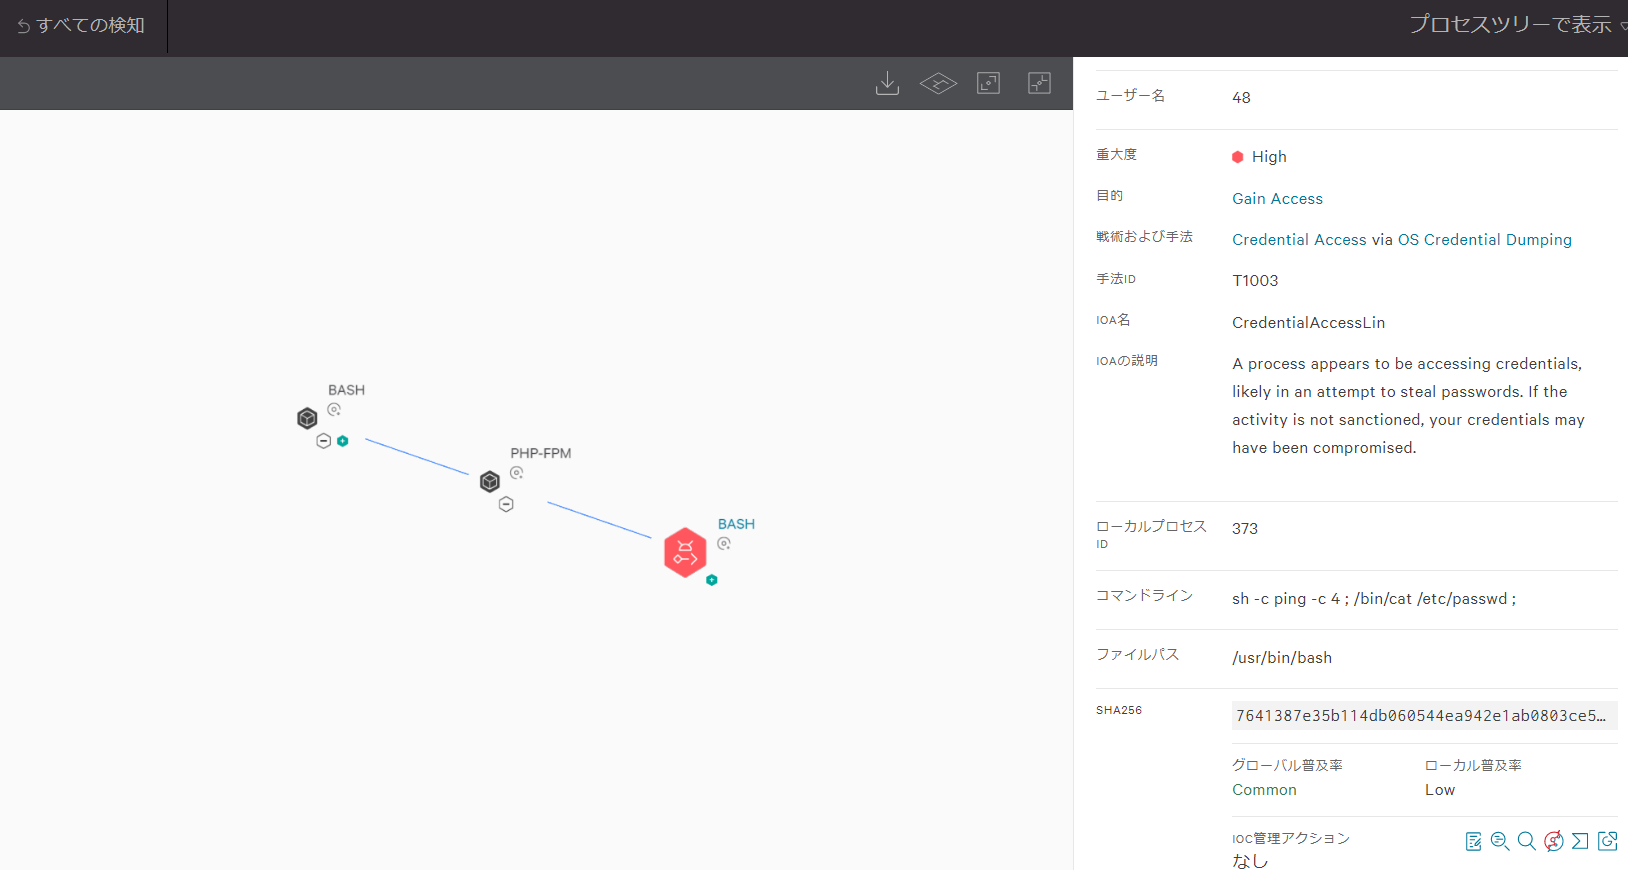 すべての検知
プロセスツリーで表示
ユーザー名 48
重大度 High
目的 Gain Access
戦術および手法 Credential Access via OS Credential Dumping
手法ID T1003
IOA名 CredentialAccessLin
IOAの説明 A process appears to be accessing credentials,
likely in an attempt to steal passwords. If the
activity is not sanctioned, your credentials may
have been compromised.
BASH
PHP-FPM
BASH
ローカルプロセス 373
ID
コマンドライン sh -c ping -c 4 ; /bin/cat /etc/passwd ;
ファイルパス /usr/bin/bash
SHA256 7641387e35b114db060544ea942e1ab0803ce5…
グローバル普及率 ローカル普及率
Common Low
IOC管理アクション
なし